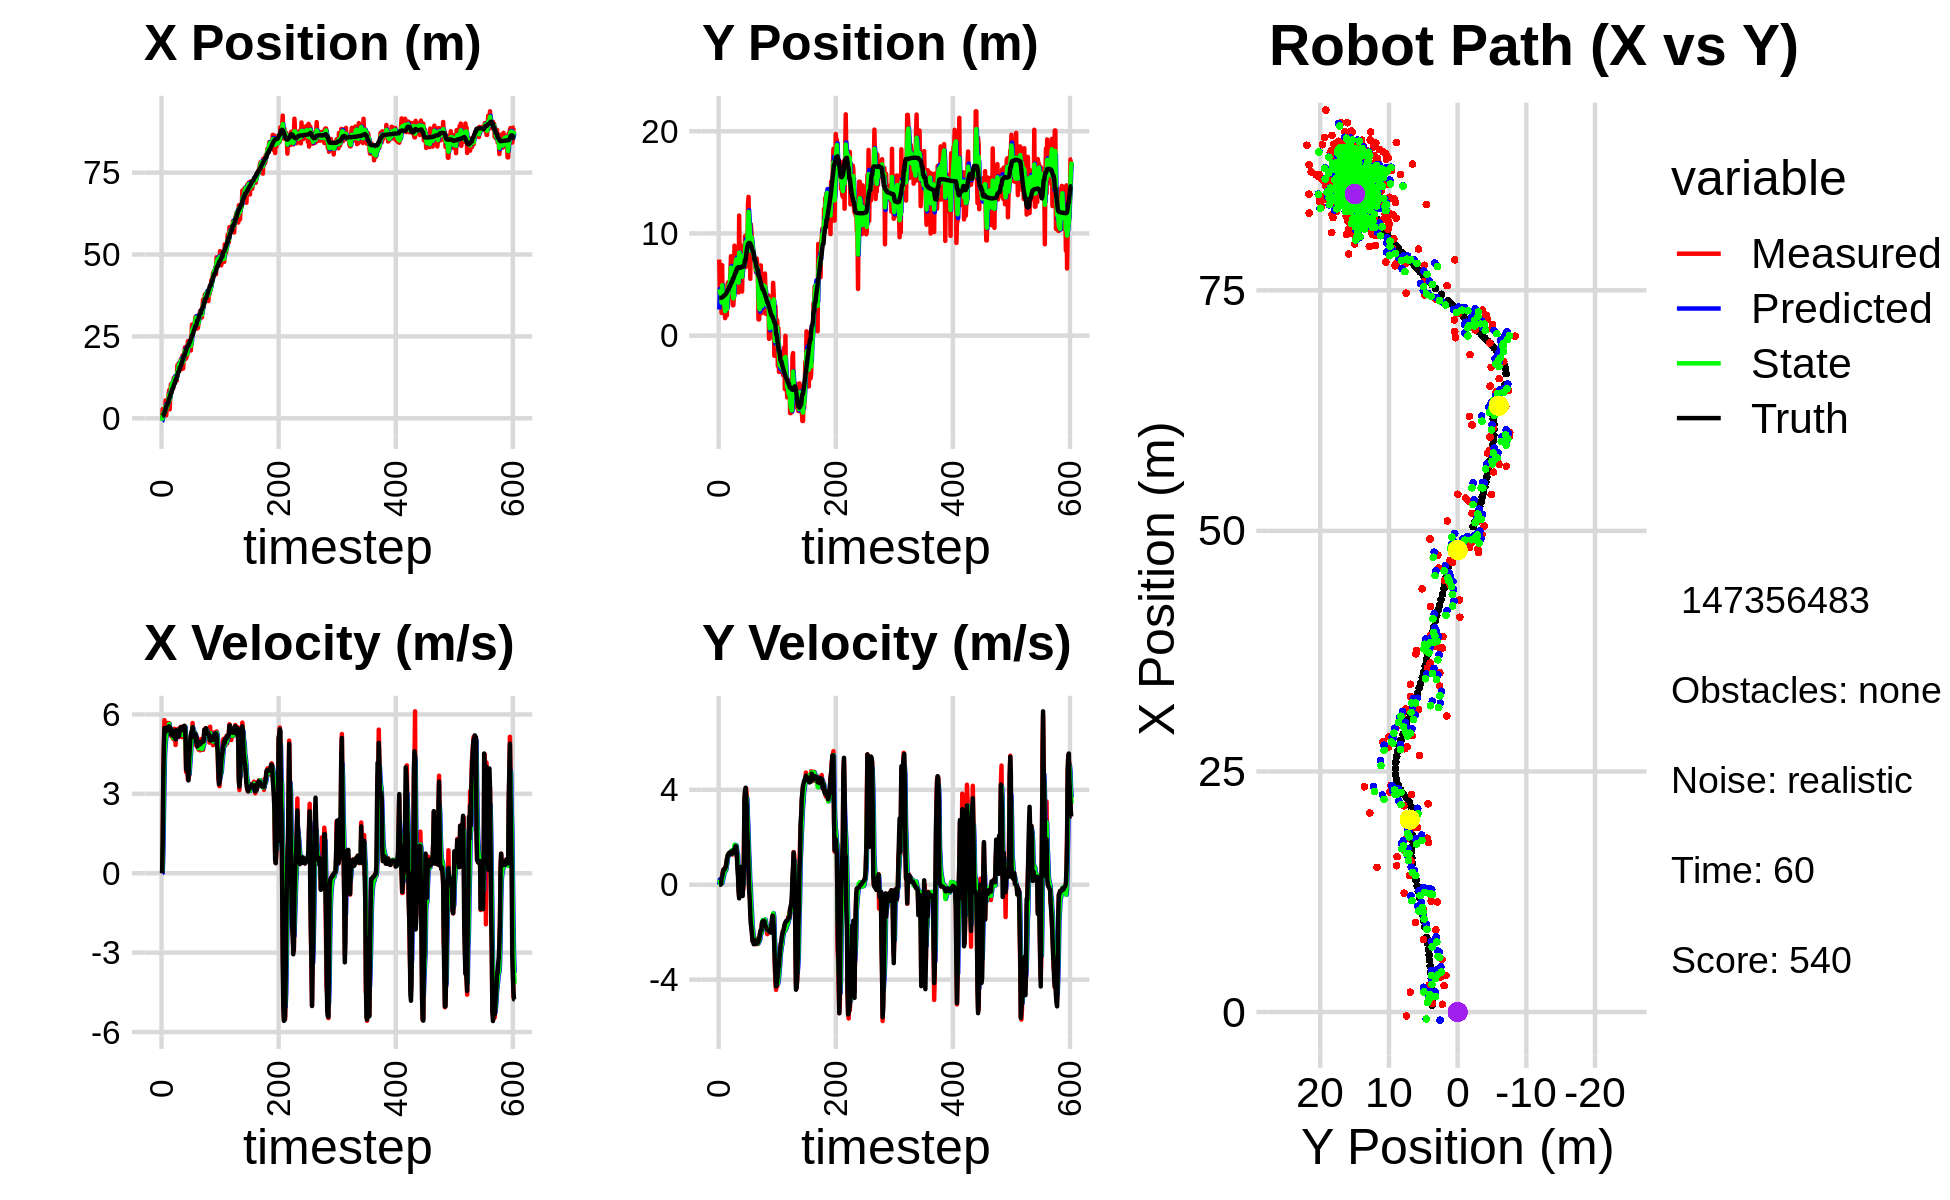 X Position (m)
75
50
25
0
0
200
400
600
timestep
Y Position (m)
20
10
0
0
200
400
600
timestep
X Velocity (m/s)
6
3
0
-3
-6
0
200
400
600
timestep
Y Velocity (m/s)
4
0
-4
0
200
400
600
timestep
Robot Path (X vs Y)
X Position (m)
75
50
25
0
20 10 0 -10 -20
Y Position (m)
variable
Measured
Predicted
State
Truth
147356483
Obstacles: none
Noise: realistic
Time: 60
Score: 540